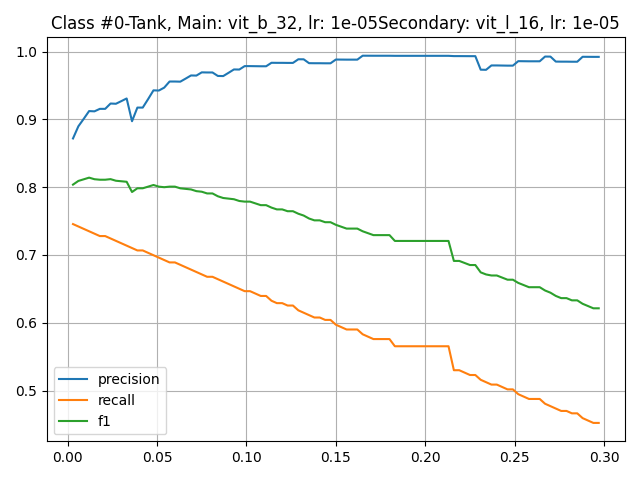 Class #0-Tank, Main: vit_b_32, lr: 1e-05Secondary: vit_l_16, lr: 1e-05
1.0
0.9
0.8
0.7
0.6
0.5
precision
recall
f1
0.00 0.05 0.10 0.15 0.20 0.25 0.30